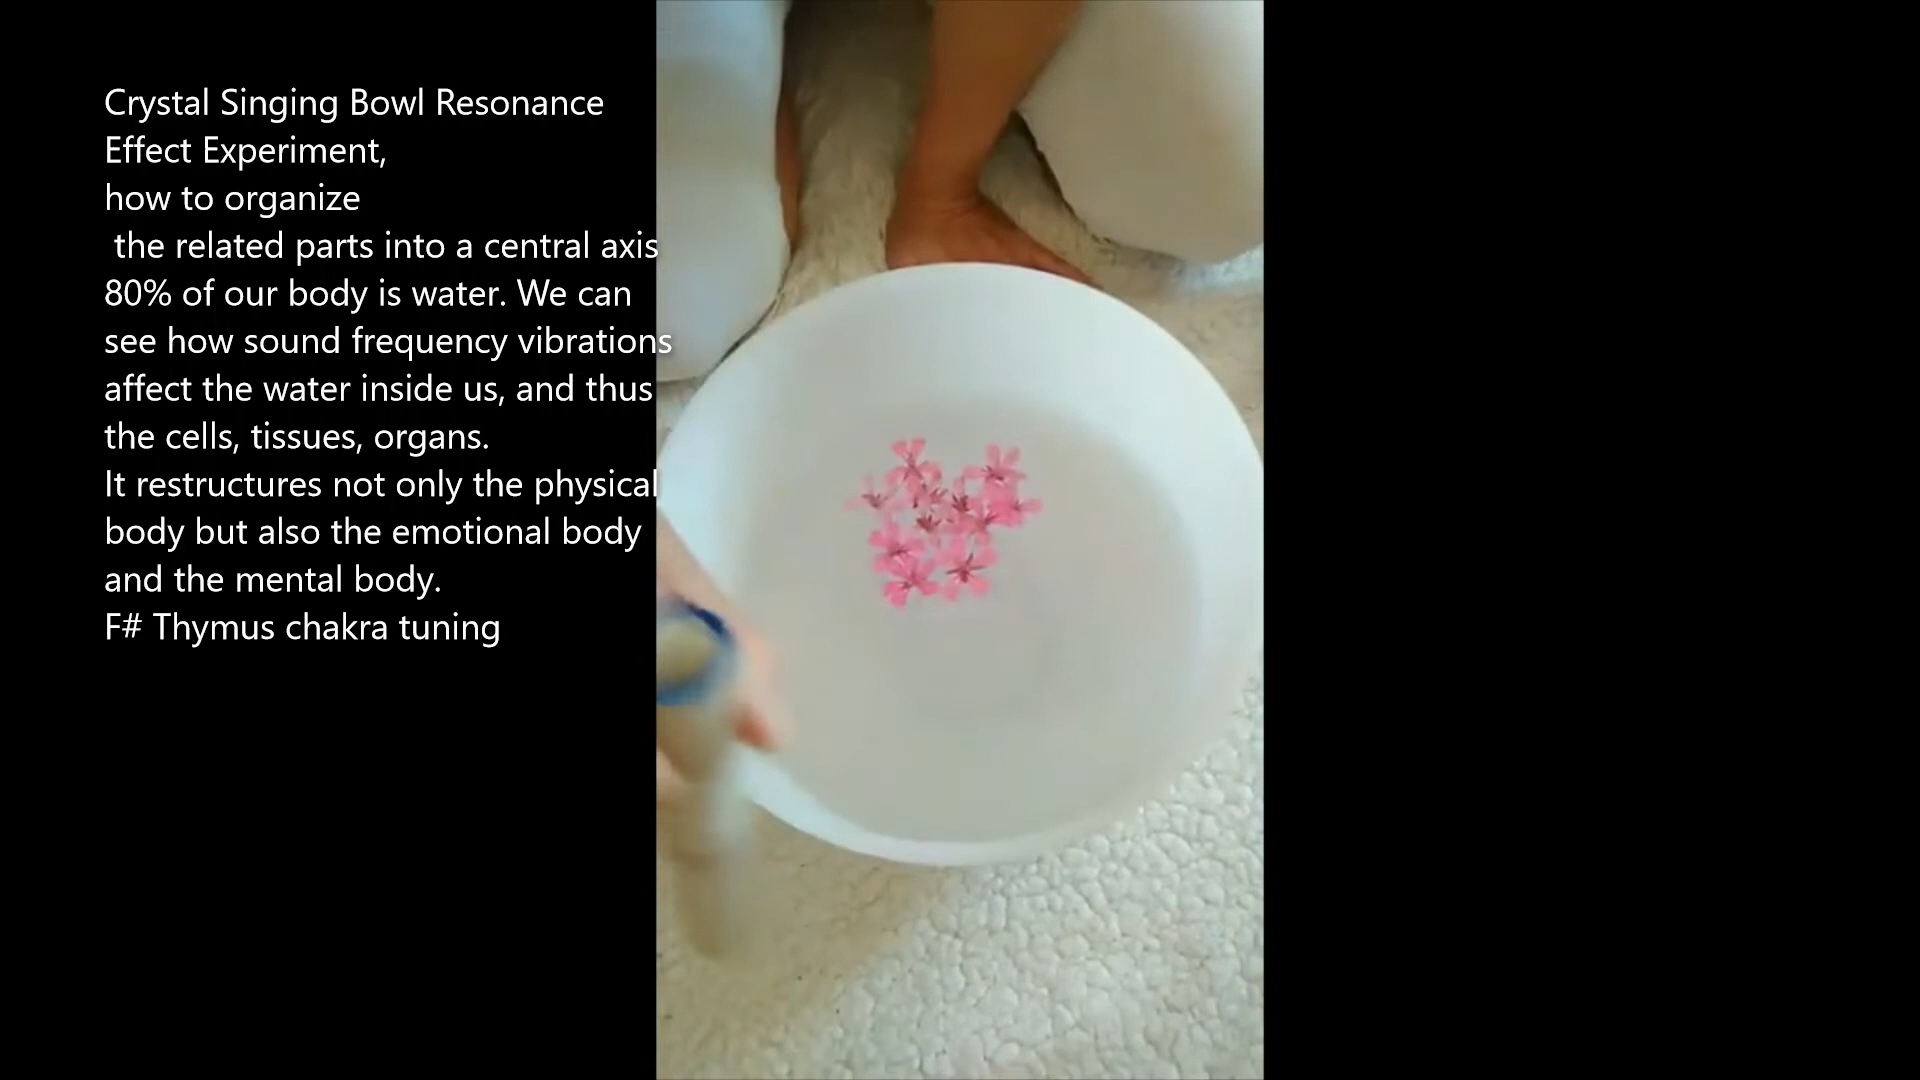 Crystal Singing Bowl Resonance
Effect Experiment,
how to organize
the related parts into a central axis
80% of our body is water. We can
see how sound frequency vibrations
affect the water inside us, and thus
the cells, tissues, organs.
It restructures not only the physical
body but also the emotional body
and the mental body.
F# Thymus chakra tuning